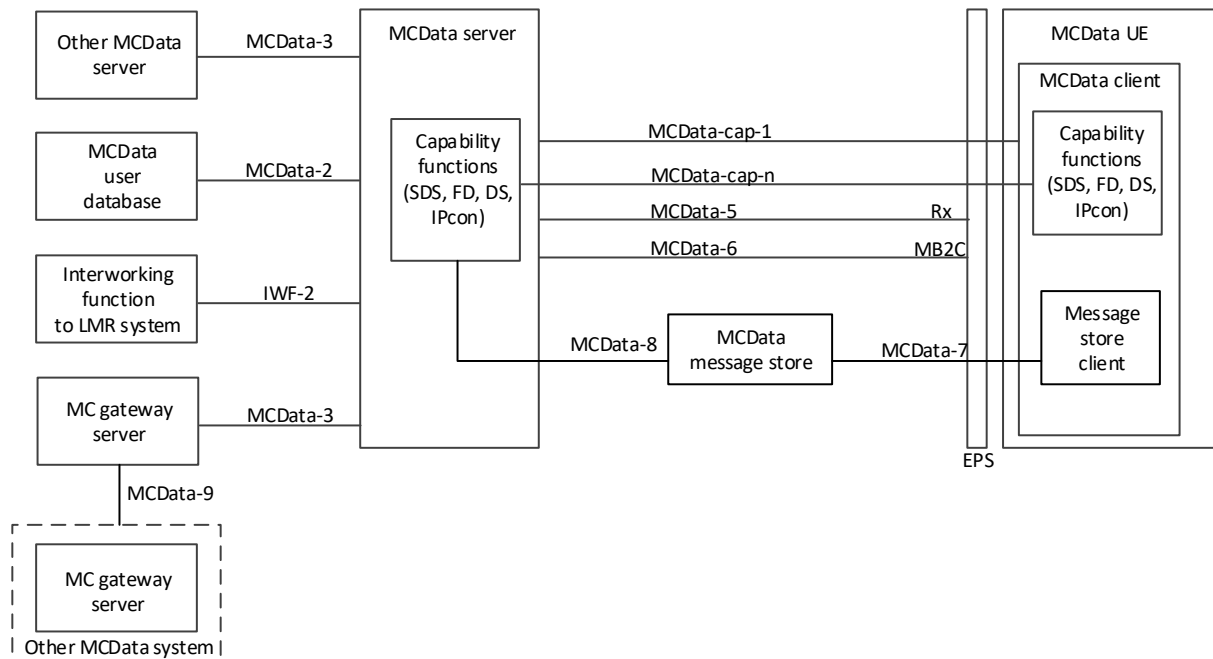 Other MCData
server
MCData-3
MCData server
MCData UE
MCData client
MCData
user
database
MCData-2
Capability
functions
(SDS, FD, DS,
IPcon)
MCData-cap-1
MCData-cap-n
MCData-5
Rx
MCData-6
MB2C
Capability
functions
(SDS, FD, DS,
IPcon)
Interworking
function
to LMR system
IWF-2
MCData-8
MCData
message store
MCData-7
Message
store
client
MC gateway
server
MCData-3
EPS
MCData-9
MC gateway
server
Other MCData system